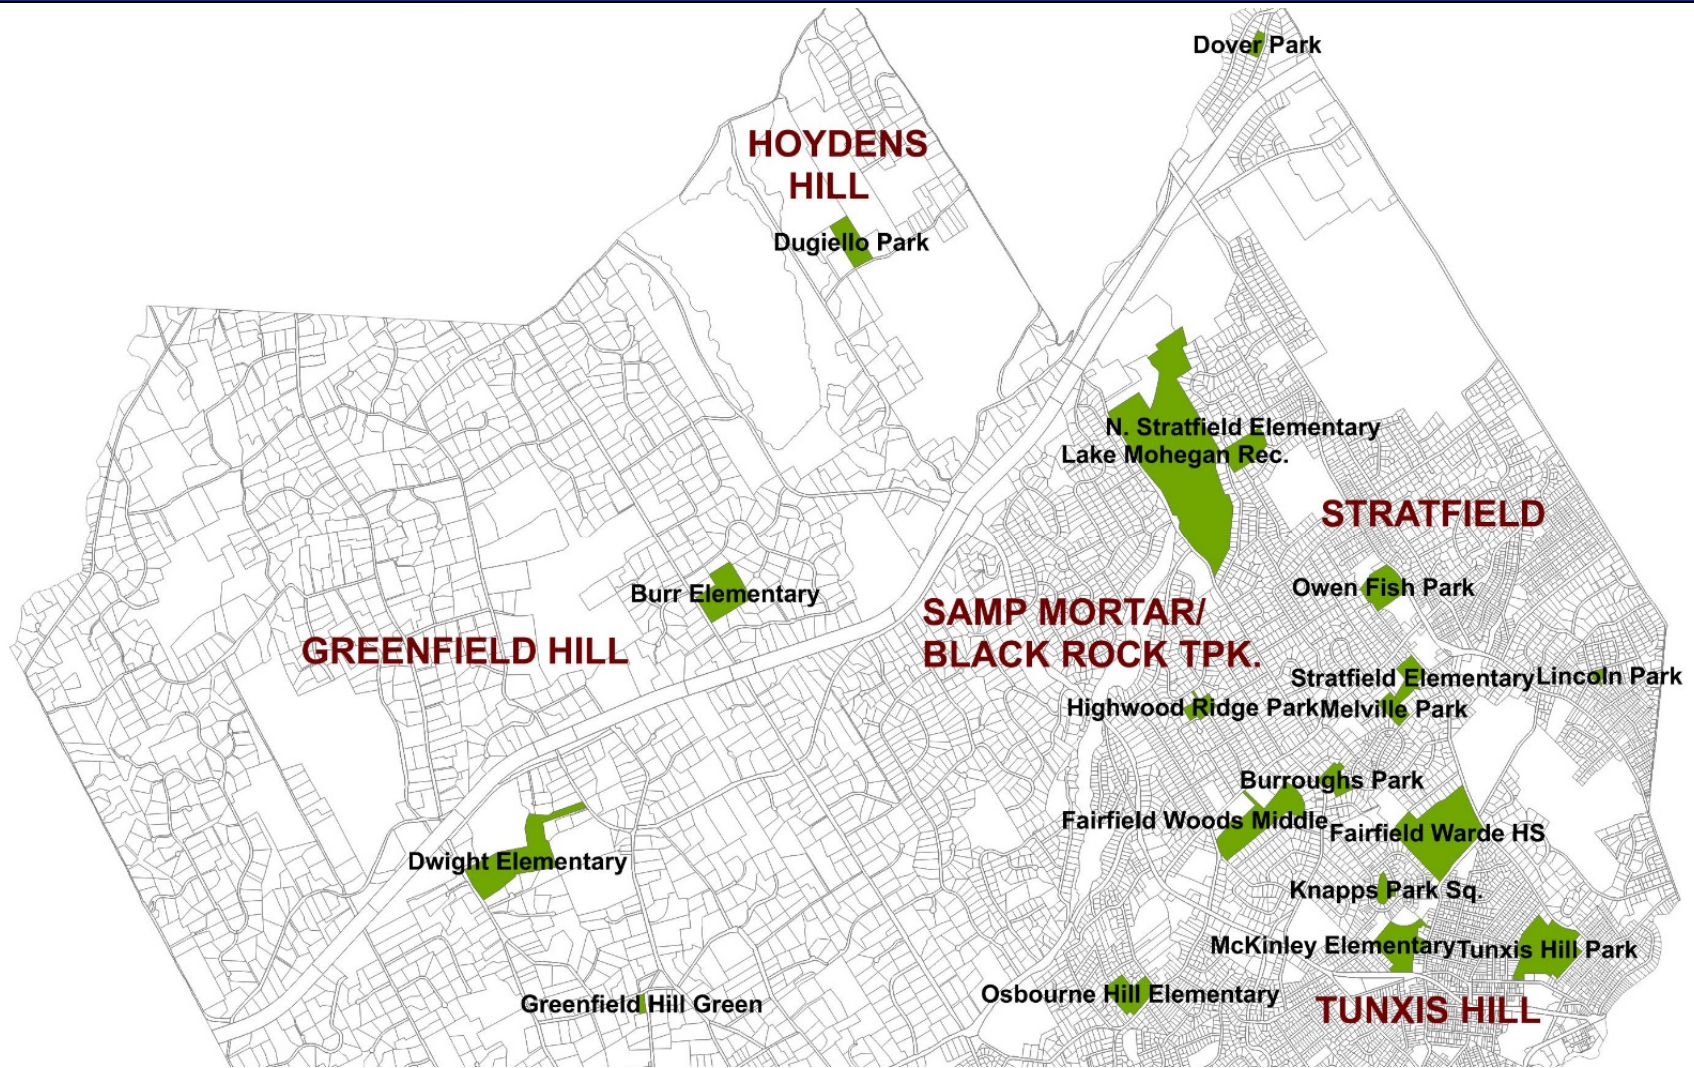 Dover Park
HOYDENS
HILL
Dugiello Park
N. Stratfield Elementary
Lake Mohegan Rec.
STRATFIELD
Owen Fish Park
Burr Elementary
SAMP MORTAR/
BLACK ROCK TPK.
GREENFIELD HILL
Stratfield Elementary
Lincoln Park
Highwood Ridge Park
Melville Park
Burroughs Park
Fairfield Woods Middle
Fairfield Warde HS
Dwight Elementary
Knapps Park Sq.
McKinley Elementary
Tunxis Hill Park
Osbourne Hill Elementary
Greenfield Hill Green
TUNXIS HILL